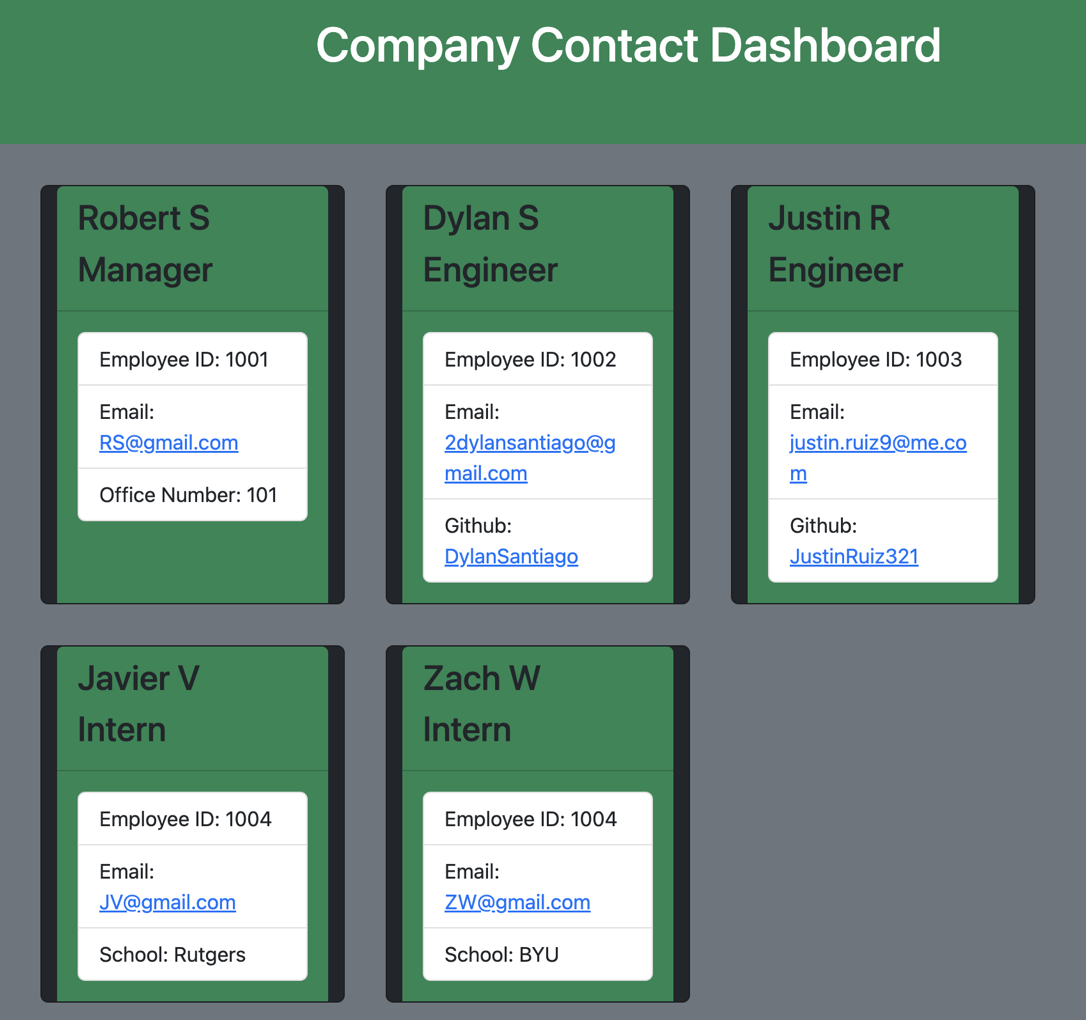 Company Contact Dashboard
Robert S
Manager
Employee ID: 1001
Email:
RS@gmail.com
Office Number: 101
Dylan S
Engineer
Employee ID: 1002
Email:
2dylansantiago@g
mail.com
Github:
DylanSantiago
Justin R
Engineer
Employee ID: 1003
Email:
justin.ruiz9@me.co
m
Github:
JustinRuiz321
Javier V
Intern
Employee ID: 1004
Email:
JV@gmail.com
School: Rutgers
Zach W
Intern
Employee ID: 1004
Email:
ZW@gmail.com
School: BYU